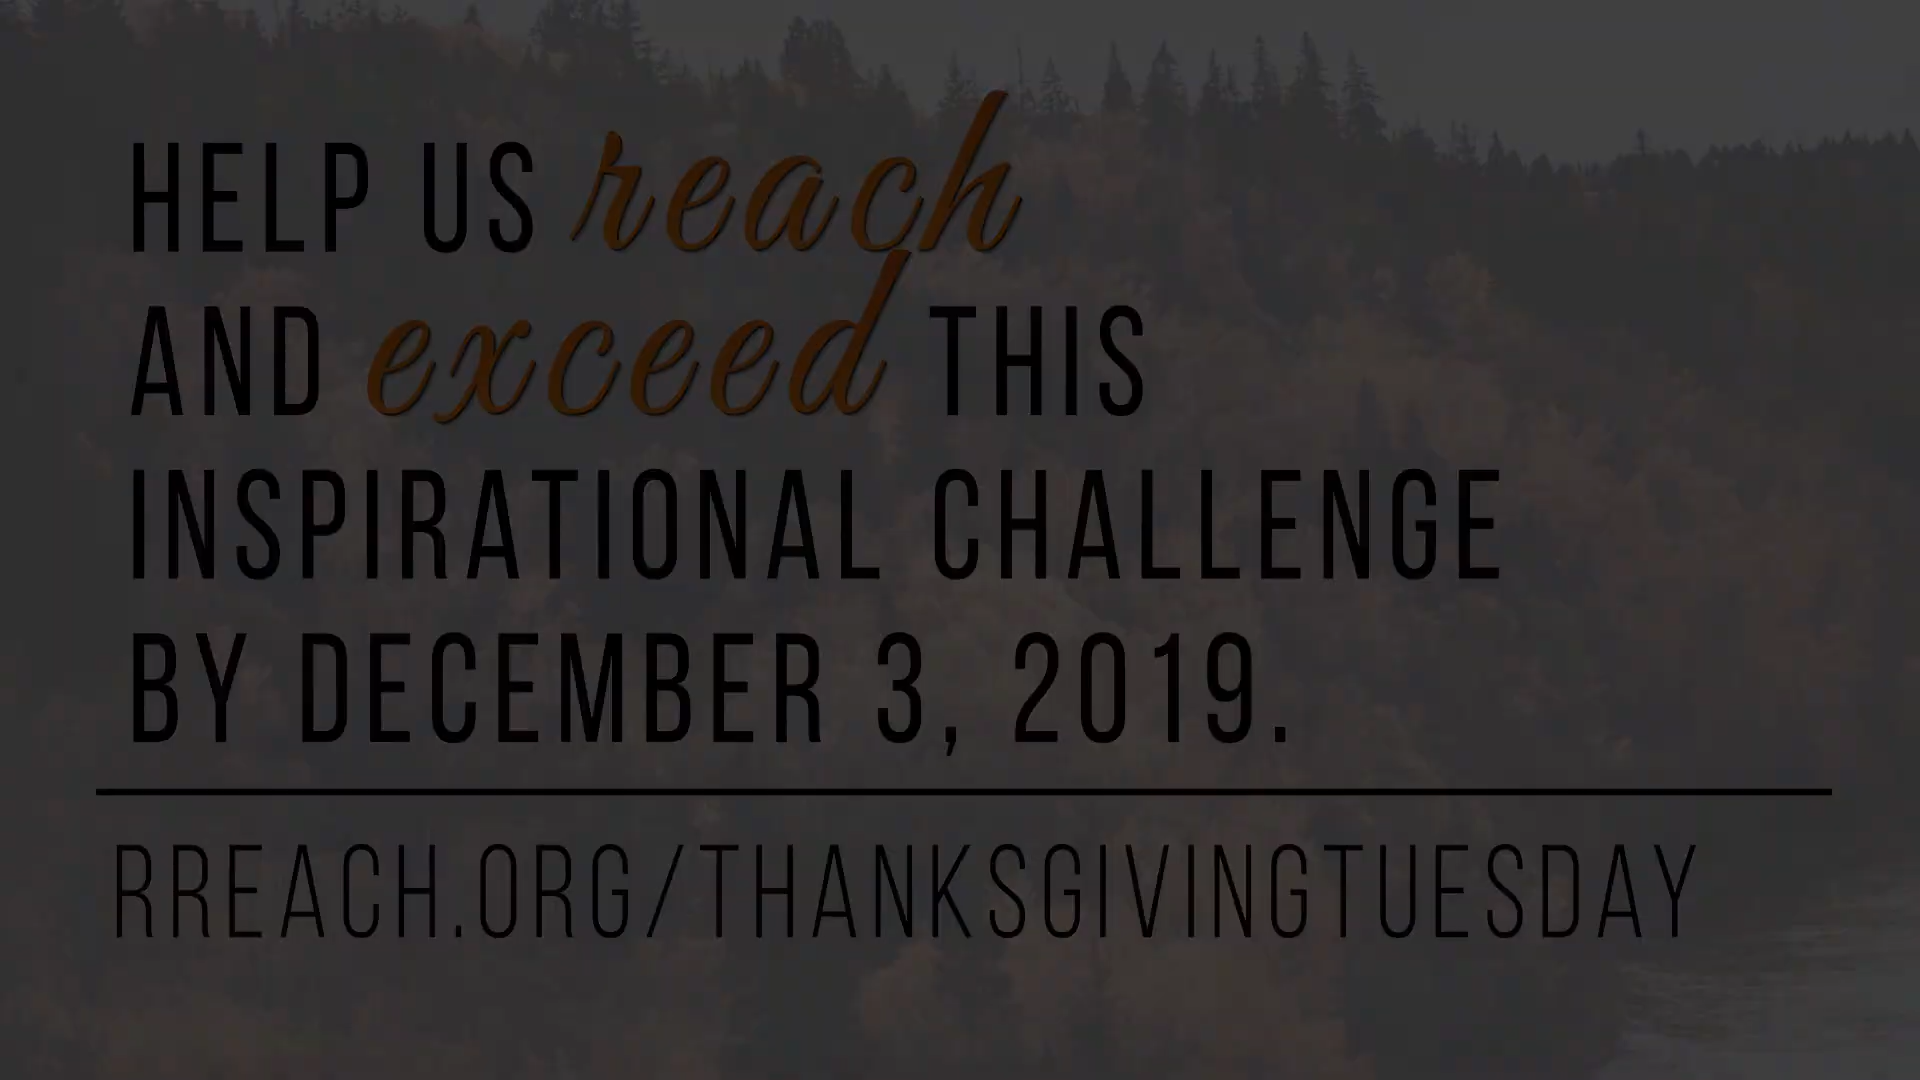 HELP US reach
AND exceed THIS
INSPIRATIONAL CHALLENGE
BY DECEMBER 3, 2019.
RREACH.ORG/THANKSGIVINGTUESDAY